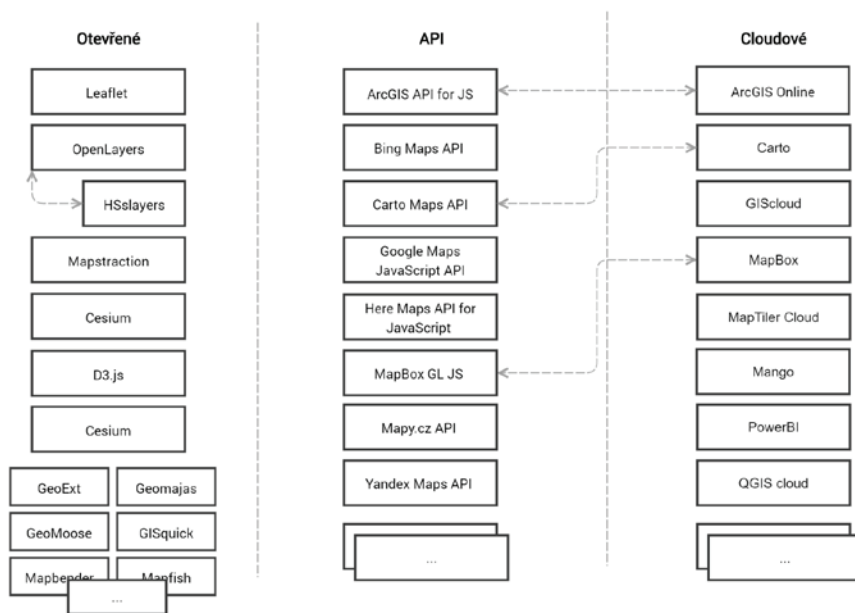 Otevřené
Leaflet
OpenLayers
HSslayers
Mapstraction
Cesium
D3.js
Cesium
GeoExt
Geomajas
GeoMoose
GISquick
Mapbender
Mapfish
...
API
ArcGIS API for JS
Bing Maps API
Carto Maps API
Google Maps
JavaScript API
Here Maps API for
JavaScript
MapBox GL JS
Mapy.cz API
Yandex Maps API
...
Cloudové
ArcGIS Online
Carto
GIScloud
MapBox
MapTiler Cloud
Mango
PowerBI
QGIS cloud
...